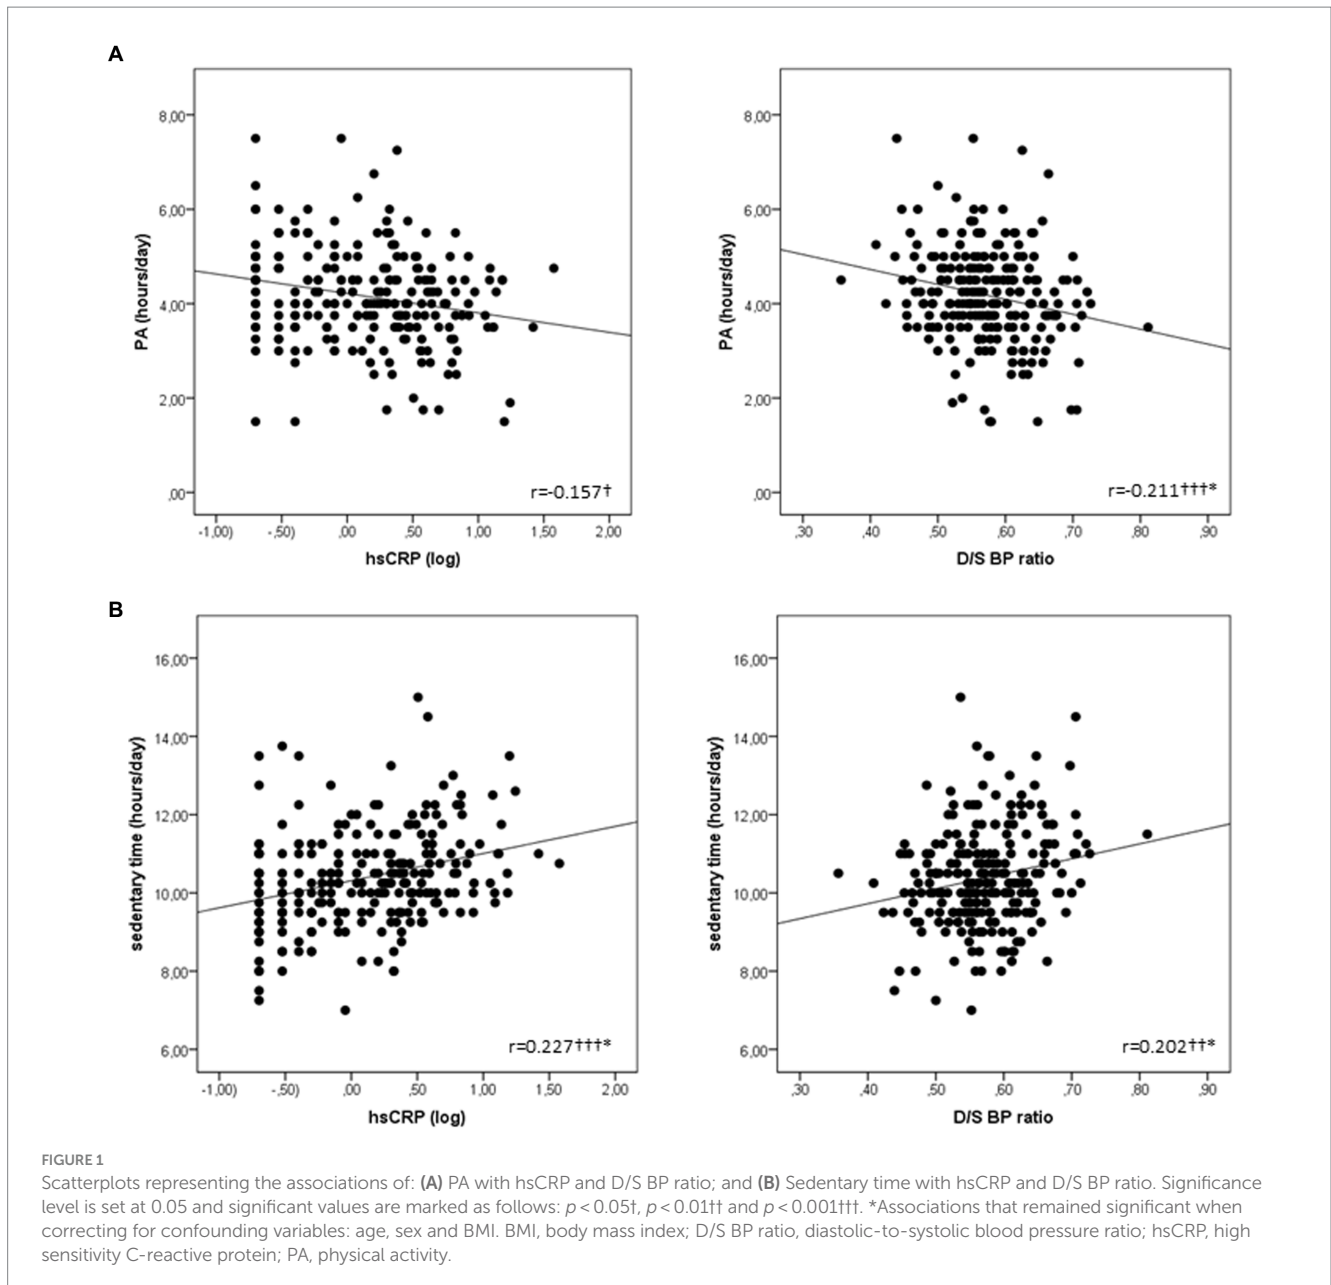 A
8,00
6,00
4,00
2,00
,00
PA (hours/day)
-1,00)
-,50)
,00
,50
1,00
1,50
2,00
hsCRP (log)
r=-0.157†
8,00
6,00
4,00
2,00
,00
PA (hours/day)
,30
,40
,50
,60
,70
,80
,90
D/S BP ratio
r=-0.211†††*
B
16,00
14,00
12,00
10,00
8,00
6,00
sedentary time (hours/day)
-1,00)
-,50)
,00
,50
1,00
1,50
2,00
hsCRP (log)
r=0.227†††*
16,00
14,00
12,00
10,00
8,00
6,00
sedentary time (hours/day)
,30
,40
,50
,60
,70
,80
,90
D/S BP ratio
r=0.202††*
FIGURE 1
Scatterplots representing the associations of: (A) PA with hsCRP and D/S BP ratio; and (B) Sedentary time with hsCRP and D/S BP ratio. Significance
level is set at 0.05 and significant values are marked as follows: p < 0.05†, p < 0.01†† and p < 0.001†††. *Associations that remained significant when
correcting for confounding variables: age, sex and BMI. BMI, body mass index; D/S BP ratio, diastolic-to-systolic blood pressure ratio; hsCRP, high
sensitivity C-reactive protein; PA, physical activity.